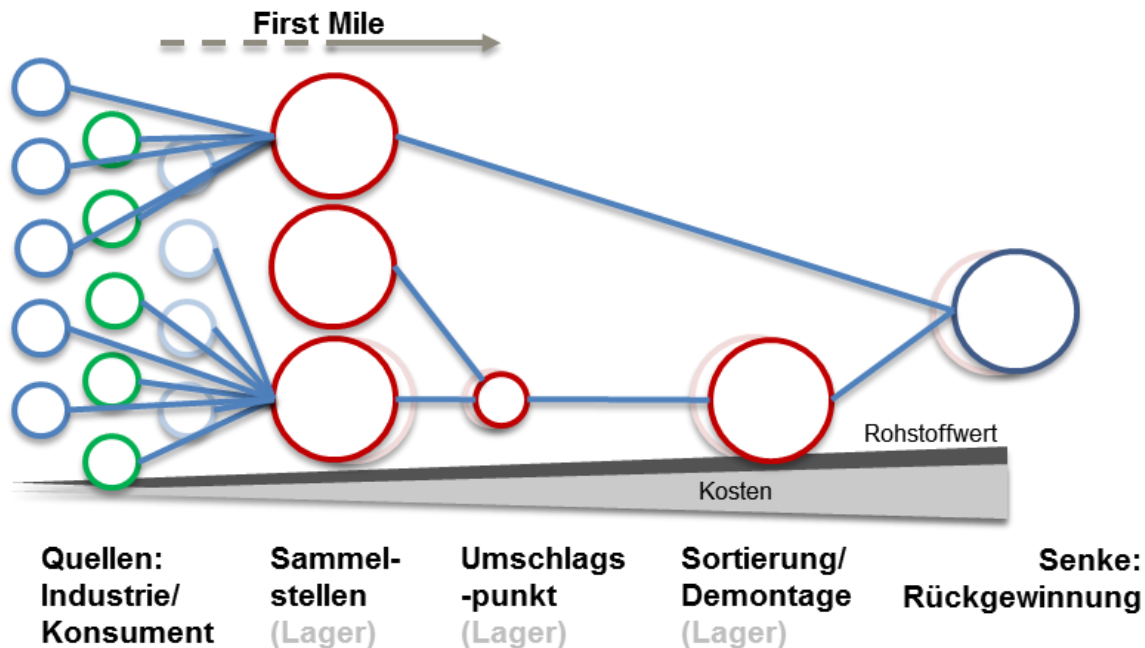 First Mile
Rohstoffwert
Kosten
Quellen:
Industrie/
Konsument
Sammel-
stellen
(Lager)
Umschlags
-punkt
(Lager)
Sortierung/
Demontage
(Lager)
Senke:
Rückgewinnung